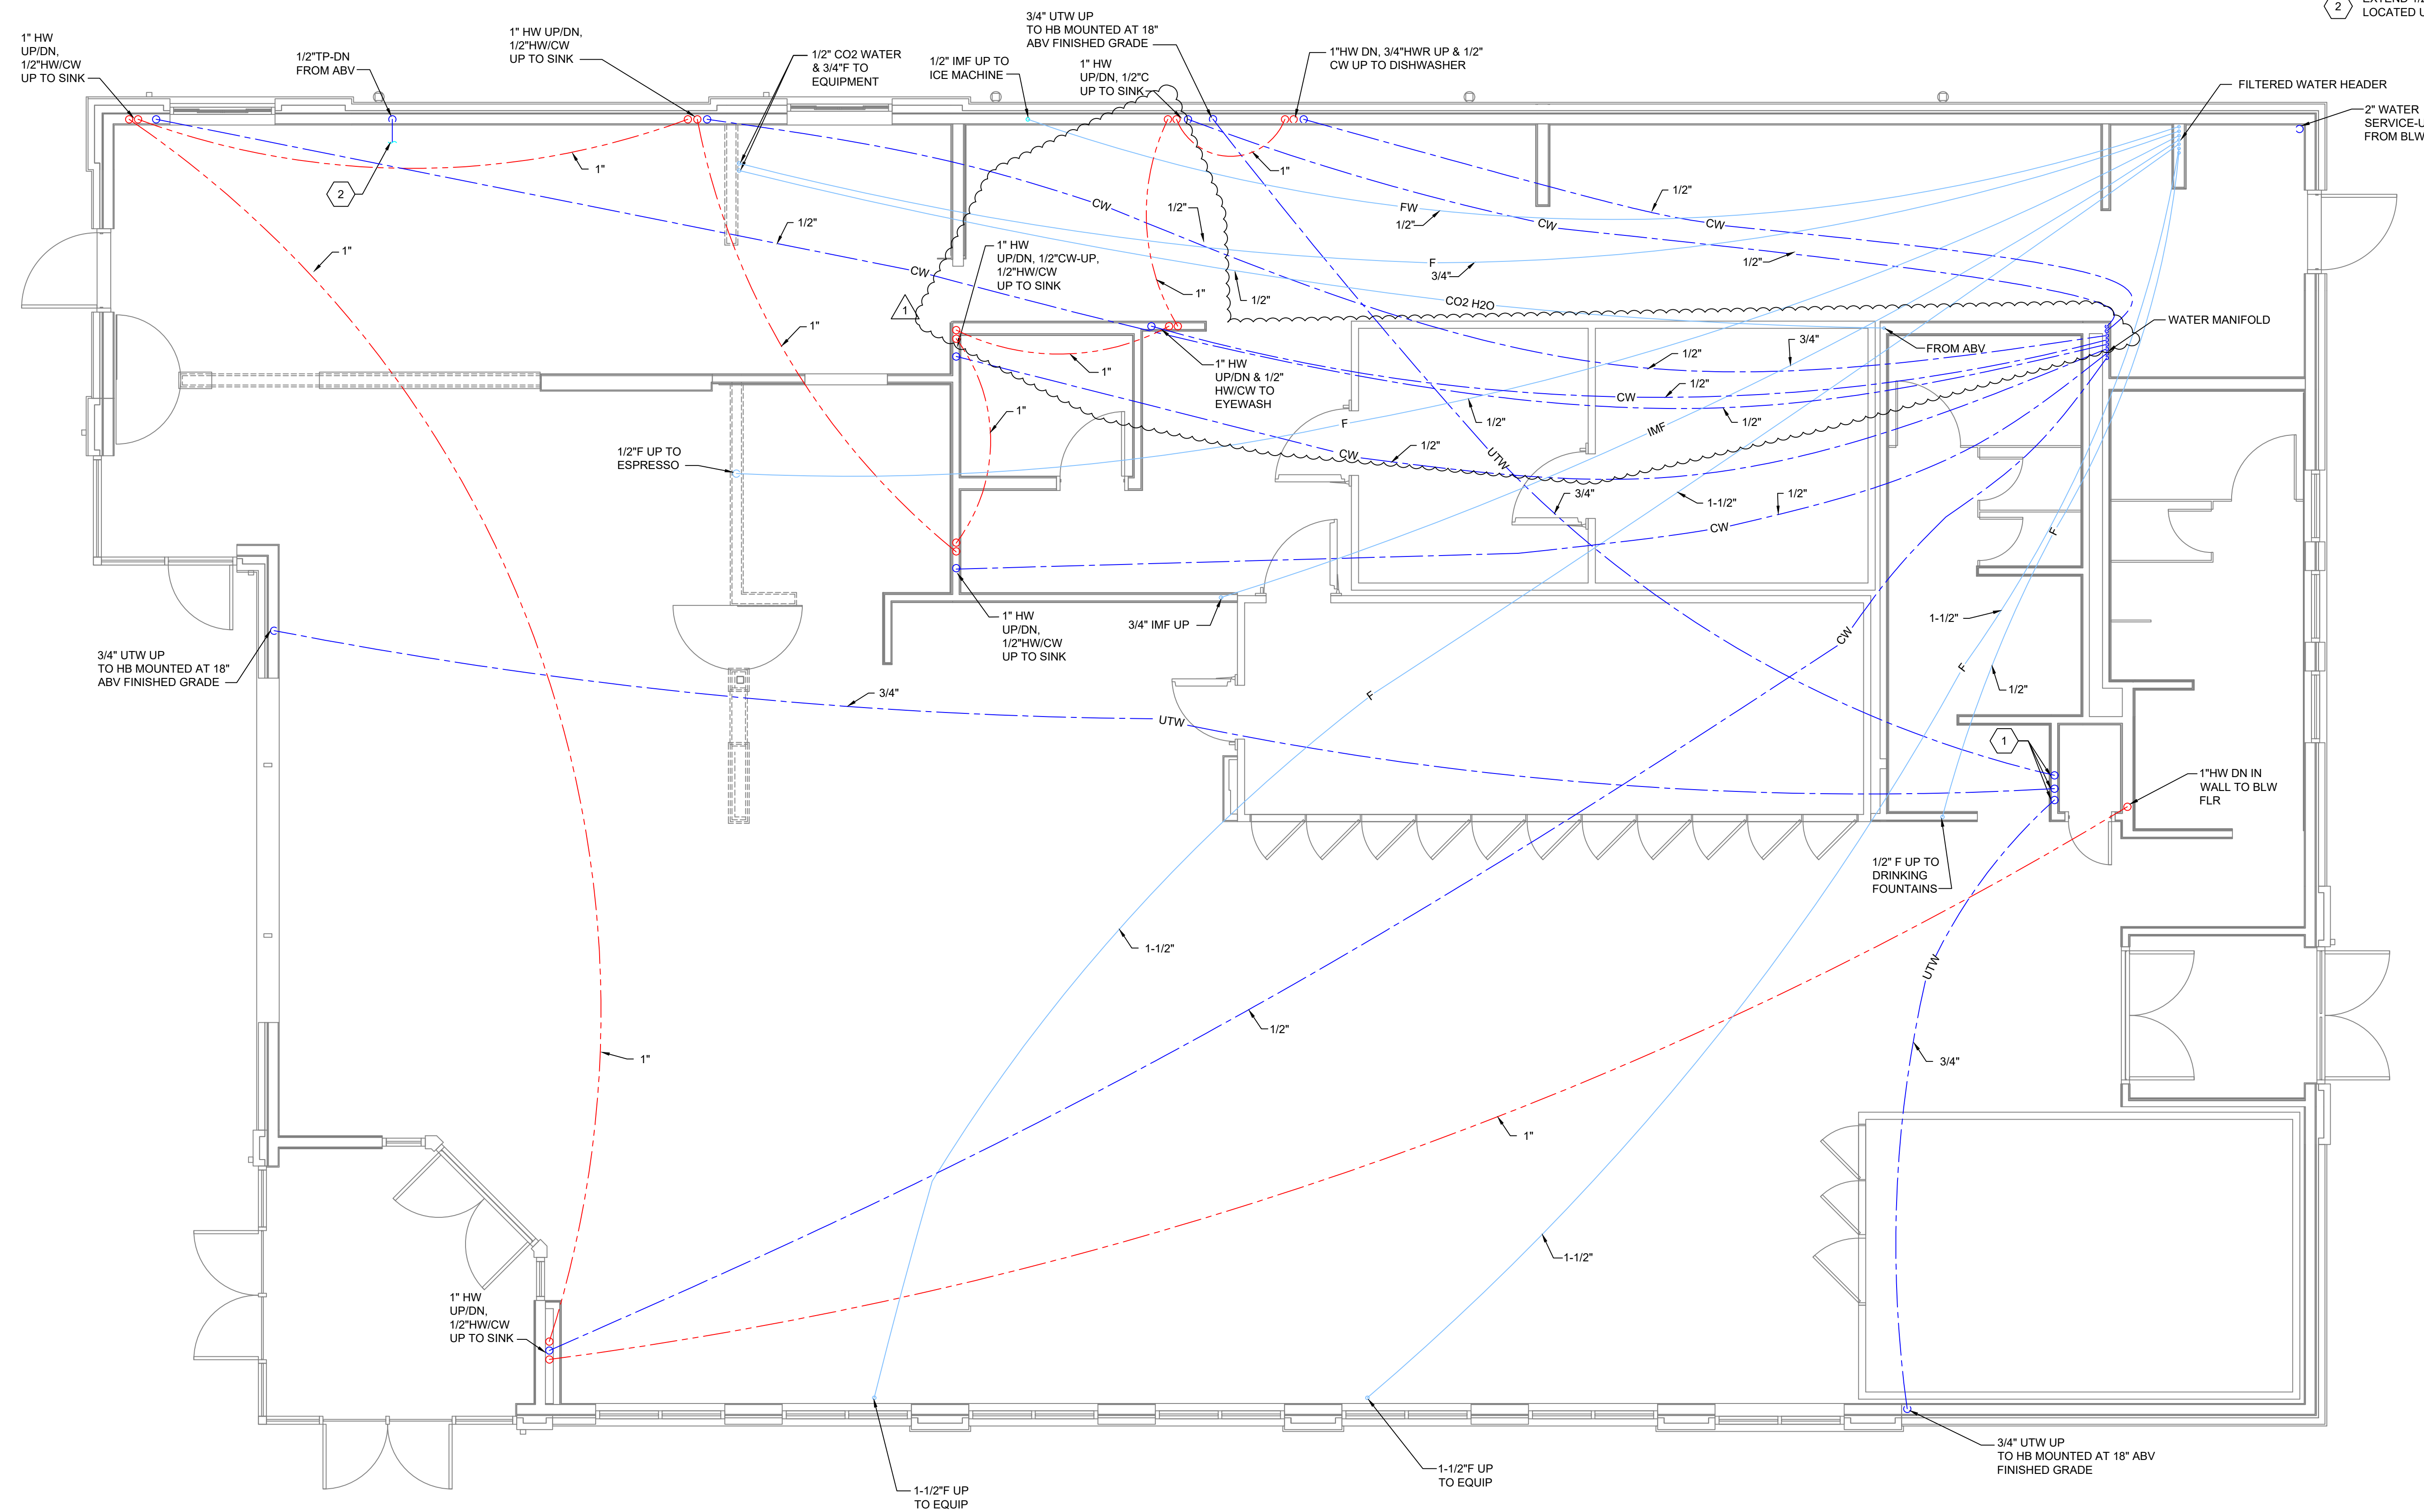 2
EXTEND 1/2"
LOCATED U
1" HW
UP/DN,
1/2"HW/CW
UP TO SINK
1/2"TP-DN
FROM ABV
1" HW UP/DN,
1/2"HW/CW
UP TO SINK
1/2" CO2 WATER
& 3/4"F TO
EQUIPMENT
1/2" IMF UP TO
ICE MACHINE
3/4" UTW UP
TO HB MOUNTED AT 18"
ABV FINISHED GRADE
1" HW
UP/DN, 1/2"C
UP TO SINK
1"HW DN, 3/4"HWR UP & 1/2"
CW UP TO DISHWASHER
FILTERED WATER HEADER
2" WATER
SERVICE-U
FROM BLW
1"
2
1"
1/2"
CW
CW
1/2"
1"
FW
1/2"
CW
1/2"
CW
1/2"
1"
1" HW
UP/DN, 1/2"CW-UP,
1/2"HW/CW
UP TO SINK
1/2"
F
3/4"
CO2 H2O
1
1"
1"
WATER MANIFOLD
FROM ABV
1" HW
UP/DN & 1/2"
HW/CW TO
EYEWASH
1/2"
3/4"
CW
1/2"
1/2"
1"
F
1/2"
IMF
CW
1/2"
UTW
1/2"F UP TO
ESPRESSO
3/4"
1-1/2"
1/2"
CW
F
1" HW
UP/DN,
1/2"HW/CW
UP TO SINK
3/4" IMF UP
1-1/2"
CW
F
1/2"
3/4" UTW UP
TO HB MOUNTED AT 18"
ABV FINISHED GRADE
3/4"
UTW
F
1
1"HW DN IN
WALL TO BLW
FLR
1/2" F UP TO
DRINKING
FOUNTAINS
1-1/2"
UTW
1/2"
1"
3/4"
1"
1-1/2"
1" HW
UP/DN,
1/2"HW/CW
UP TO SINK
1-1/2"F UP
TO EQUIP
1-1/2"F UP
TO EQUIP
3/4" UTW UP
TO HB MOUNTED AT 18" ABV
FINISHED GRADE